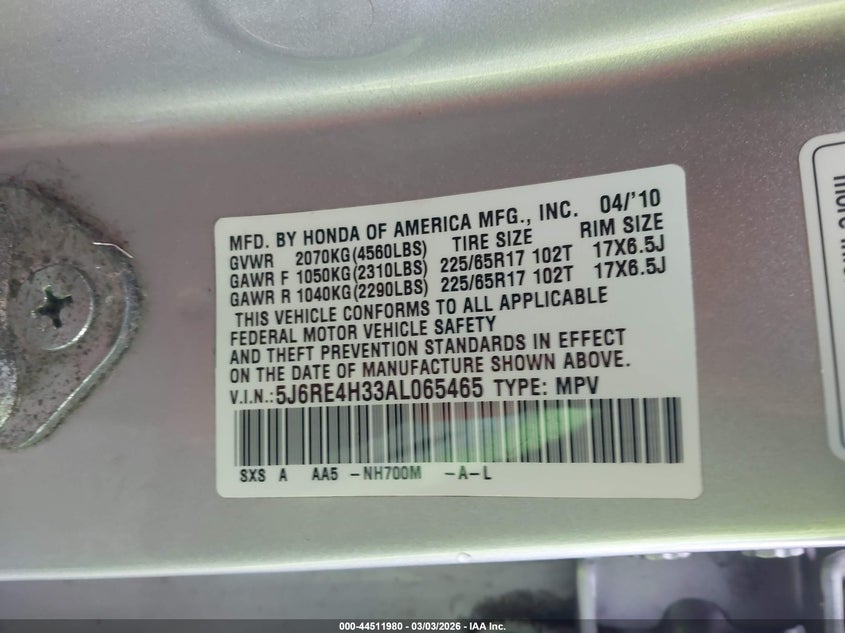 MFD. BY HONDA OF AMERICA MFG., INC. 04/'10
GVWR 2070KG(4560LBS) TIRE SIZE RIM SIZE
GAWR F 1050KG(2310LBS) 225/65R17 102T 17X6.5J
GAWR R 1040KG(2290LBS) 225/65R17 102T 17X6.5J
THIS VEHICLE CONFORMS TO ALL APPLICABLE
FEDERAL MOTOR VEHICLE SAFETY
AND THEFT PREVENTION STANDARDS IN EFFECT
ON THE DATE OF MANUFACTURE SHOWN ABOVE.
V.I.N.:5J6RE4H33AL065465 TYPE: MPV
SXS A AA5 -NH700M -A-L
more
000-44511980 - 03/03/2026 - IAA Inc.